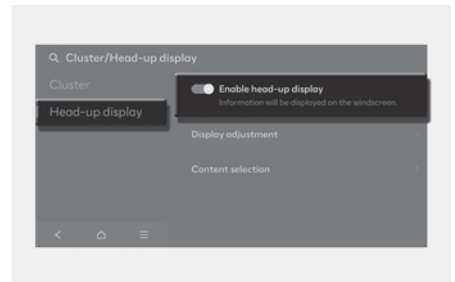 Cluster/Head-up display
Cluster
Head-up display
Enable head-up display
Information will be displayed on the windscreen.
Display adjustment
Content selection